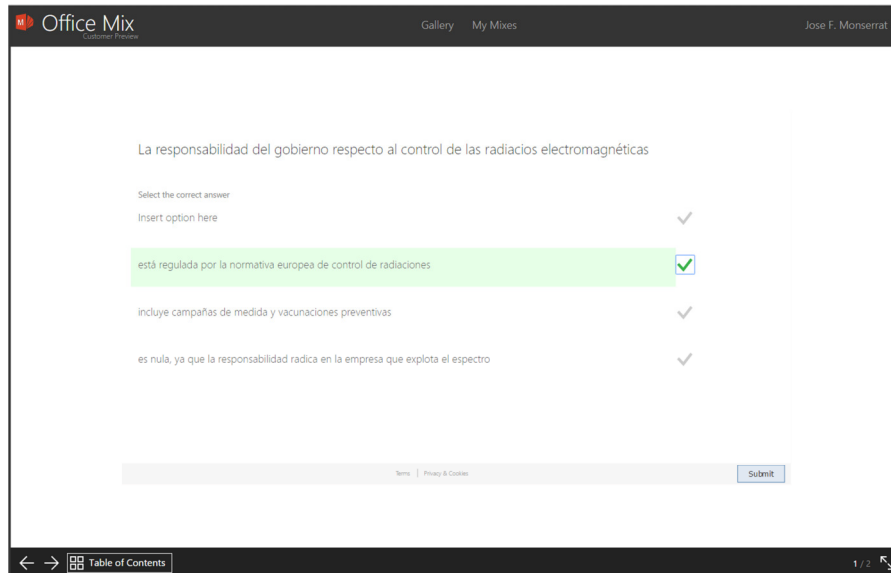 Office Mix
Customer Preview
Gallery My Mixes
Jose F. Monserrat
La responsabilidad del gobierno respecto al control de las radiacios electromagnéticas
Select the correct answer
Insert option here
está regulada por la normativa europea de control de radiaciones
incluye campañas de medida y vacunaciones preventivas
es nula, ya que la responsabilidad radica en la empresa que explota el espectro
Terms | Privacy & Cookies
Submit
Table of Contents
1 / 2